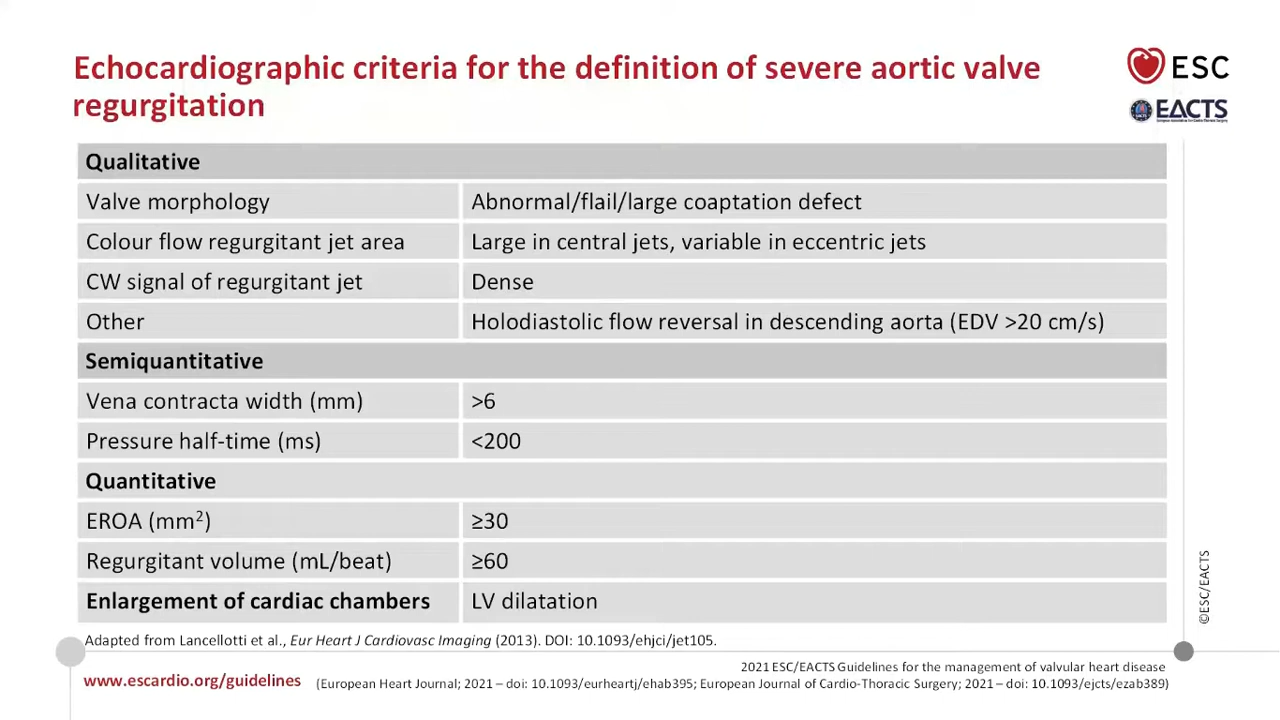 Echocardiographic criteria for the definition of severe aortic valve
regurgitation
ESC
EACTS
Qualitative
Valve morphology Abnormal/flail/large coaptation defect
Colour flow regurgitant jet area Large in central jets, variable in eccentric jets
CW signal of regurgitant jet Dense
Other Holodiastolic flow reversal in descending aorta (EDV >20 cm/s)
Semiquantitative
Vena contracta width (mm) >6
Pressure half-time (ms) <200
Quantitative
EROA (mm²) ≥30
Regurgitant volume (mL/beat) ≥60
Enlargement of cardiac chambers LV dilatation
©ESC/EACTS
Adapted from Lancellotti et al., Eur Heart J Cardiovasc Imaging (2013). DOI: 10.1093/ehjci/jet105.
www.escardio.org/guidelines
2021 ESC/EACTS Guidelines for the management of valvular heart disease
(European Heart Journal; 2021 – doi: 10.1093/eurheartj/ehab395; European Journal of Cardio-Thoracic Surgery; 2021 – doi: 10.1093/ejcts/ezab389)